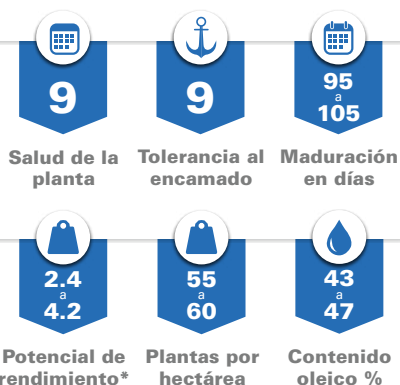 9
9
95
a
105
Salud de la
planta
Tolerancia al
encamado
Maduración
en días
2.4
a
4.2
55
a
60
43
a
47
Potencial de
rendimiento*
Plantas por
hectárea
Contenido
oleico %